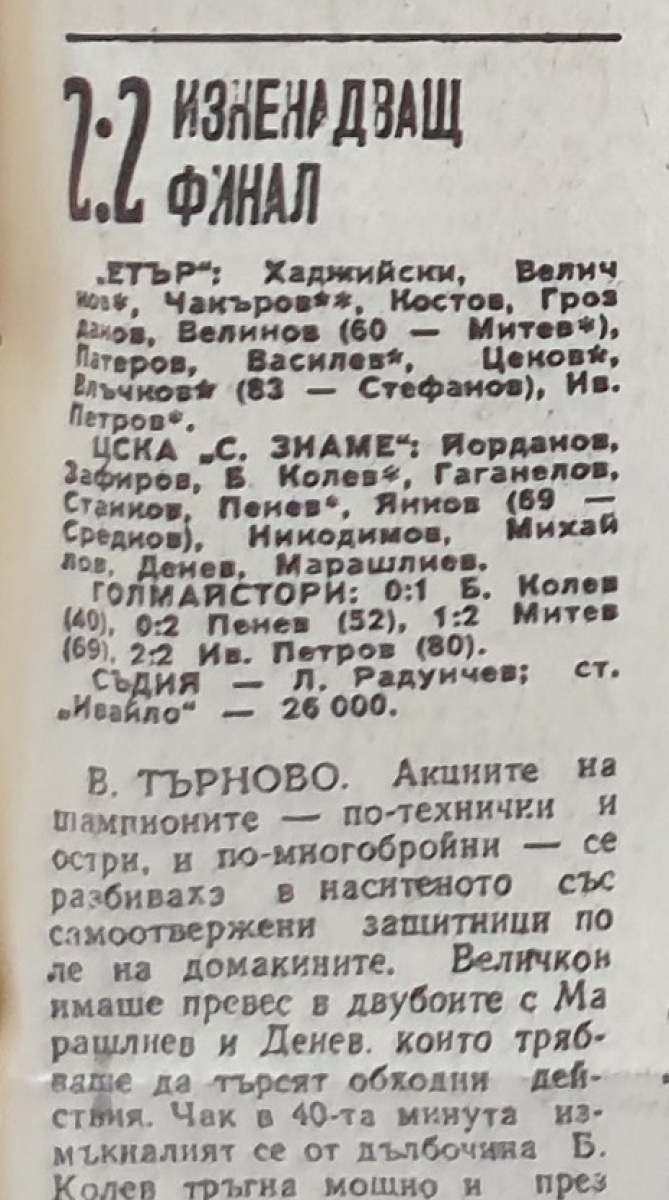 2:2 ИЗНЕНАДВАЩ
ФИНАЛ
„ЕТЪР“: Хаджийски, Велич
ков*, Чакъров**, Костов, Гроз
данов, Велинов (60 — Митев*),
Патеров, Василев*, Цеков*,
Влъчков* (83 — Стефанов), Ив.
Петров*.
ЦСКА „С. ЗНАМЕ“: Йорданов,
Зафиров, Б. Колев*, Гаганелов,
Станков, Пенев*, Янков (69 —
Средков), Никодимов, Михай
лов, Денев, Марашлиев.
ГОЛМАЙСТОРИ: 0:1 Б. Колев
(40), 0:2 Пенев (52), 1:2 Митев
(69), 2:2 Ив. Петров (80).
СЪДИЯ — Л. Радунчев; ст.
„Ивайло“ — 26 000.
В. ТЪРНОВО. Акциите на
шампионите — по-технички и
остри, и по-многобройни — се
разбивахэ в наситеното със
самоотвержени защитници по
ле на домакините. Величкон
имаше превес в двубоите с Ма
рашлиев и Денев. които тряб-
ваше да търсят обходни дей-
ствия. Чак в 40-та минута из-
мъкналият се от дълбочина Б.
Колев тръгна мощно и през